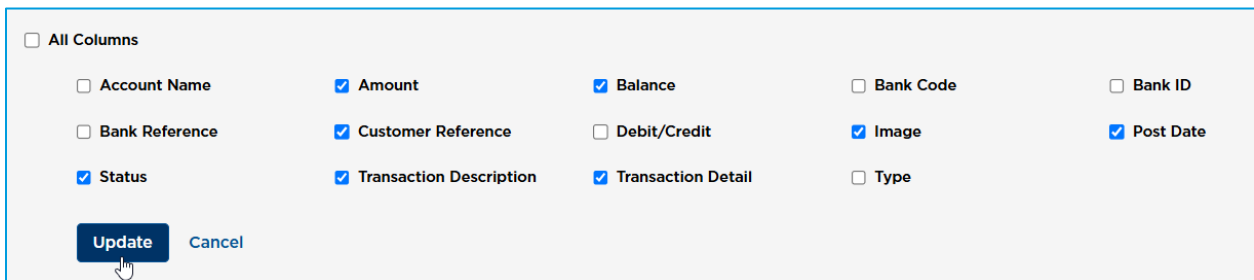 All Columns
Account Name Amount Balance Bank Code Bank ID
Bank Reference Customer Reference Debit/Credit Image Post Date
Status Transaction Description Transaction Detail Type
Update Cancel